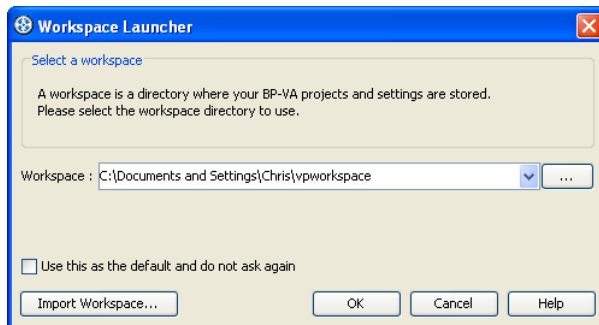 Workspace Launcher
Select a workspace
A workspace is a directory where your BP-VA projects and settings are stored.
Please select the workspace directory to use.
Workspace : C:\Documents and Settings\Chris\vpworkspace ...
Use this as the default and do not ask again
Import Workspace... OK Cancel Help